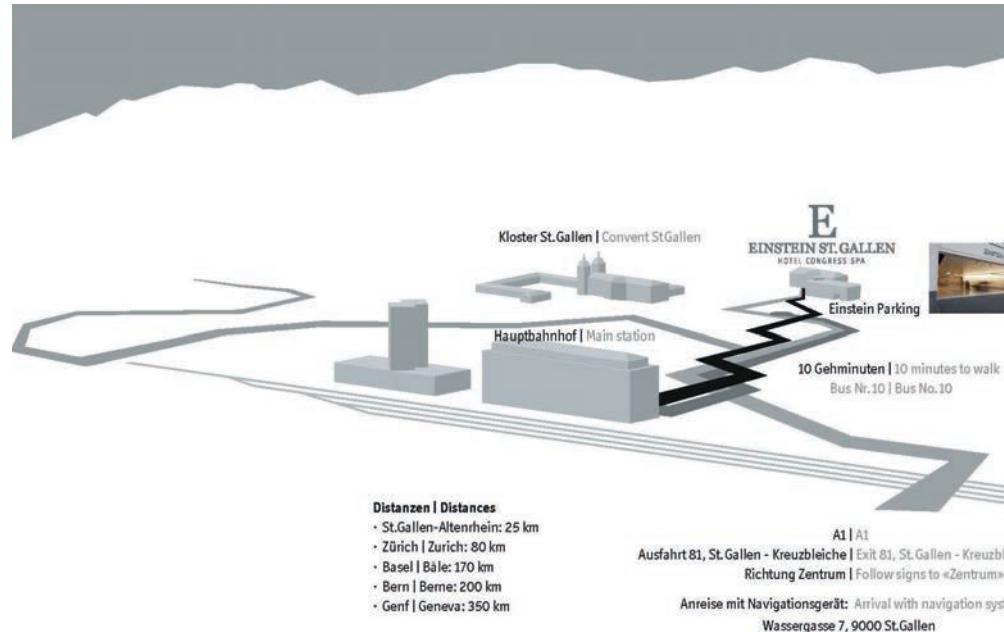 Kloster St.Gallen | Convent StGallen
E
EINSTEIN ST.GALLEN
HOTEL CONGRESS SPA
Einstein Parking
Hauptbahnhof | Main station
10 Gehminuten | 10 minutes to walk
Bus Nr.10 | Bus No.10
Distanzen | Distances
· St.Gallen-Altenrhein: 25 km
· Zürich | Zurich: 80 km
· Basel | Bâle: 170 km
· Bern | Berne: 200 km
· Genf | Geneva: 350 km
A1 | A1
Ausfahrt 81, St.Gallen - Kreuzbleiche | Exit 81, St.Gallen - Kreuzbl
Richtung Zentrum | Follow signs to «Zentrum»
Anreise mit Navigationsgerät: Arrival with navigation sys
Wassergasse 7, 9000 St.Gallen